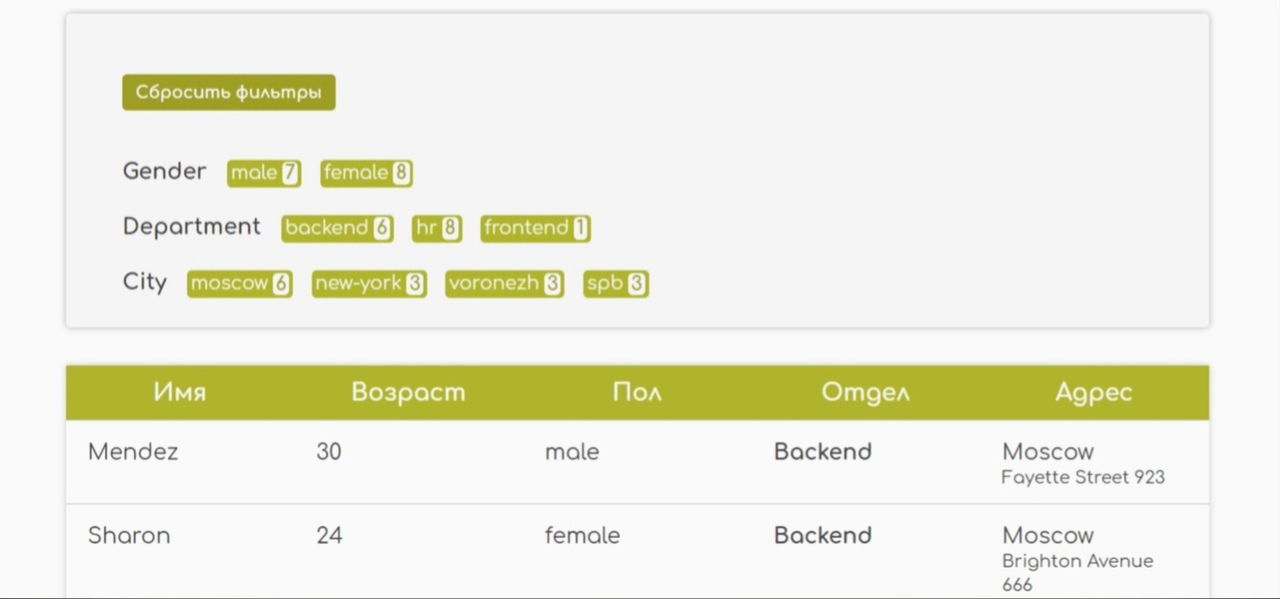 Сбросить фильтры
Gender male 7 female 8
Department backend 6 hr 8 frontend 1
City moscow 6 new-york 3 voronezh 3 spb 3
Имя Возраст Пол Отдел Адрес
Mendez 30 male Backend Moscow
Fayette Street 923
Sharon 24 female Backend Moscow
Brighton Avenue
666